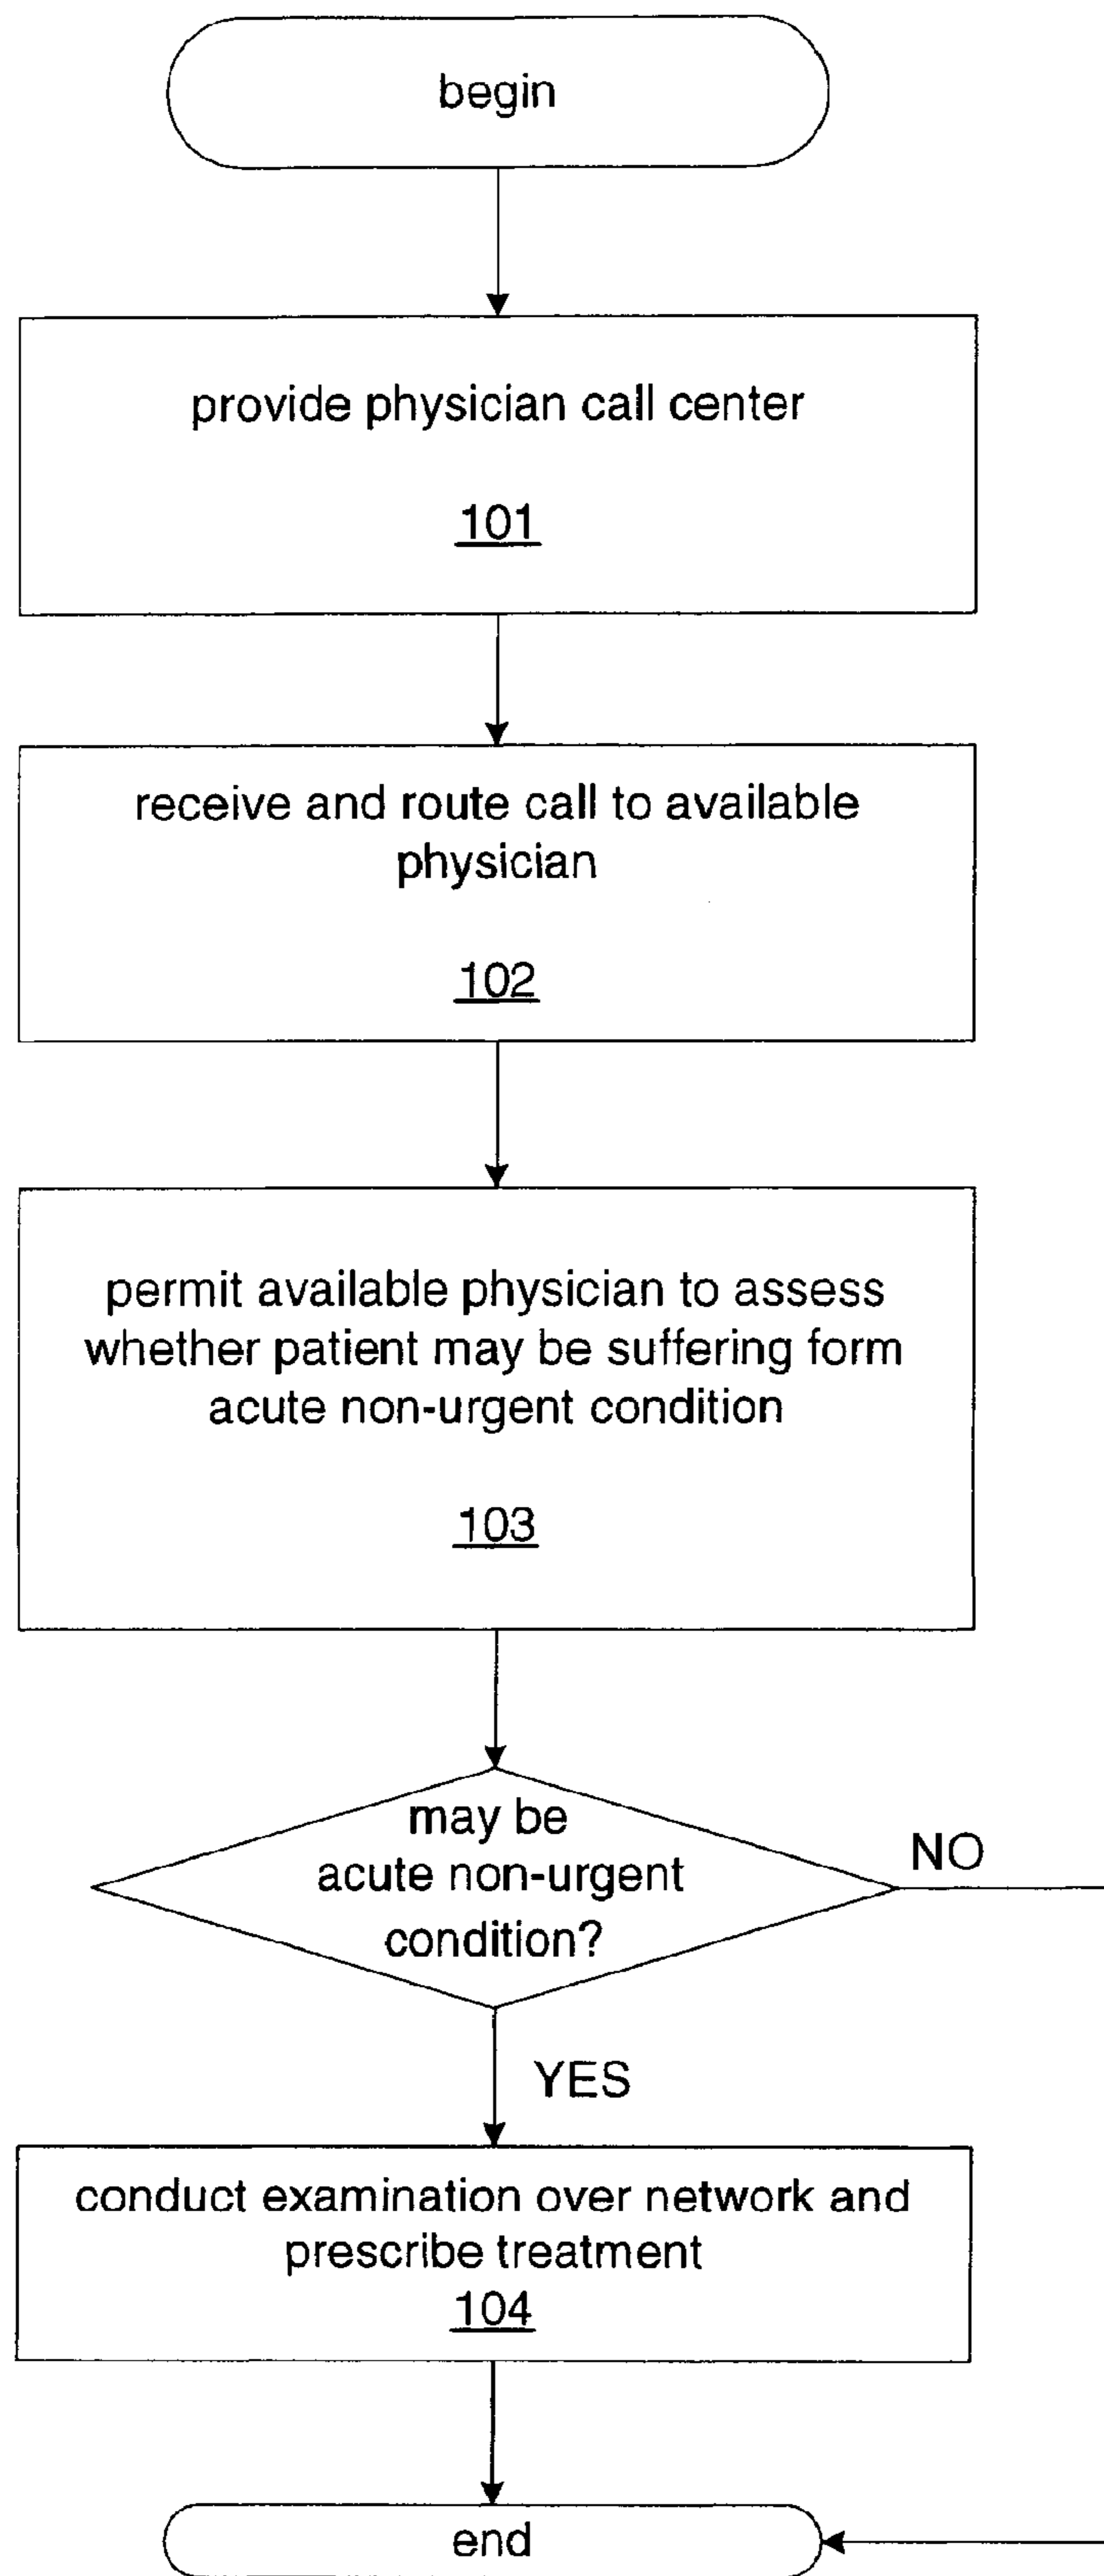 begin
provide physician call center
101
receive and route call to available
physician
102
permit available physician to assess
whether patient may be suffering form
acute non-urgent condition
103
may be
acute non-urgent
condition?
NO
YES
conduct examination over network and
prescribe treatment
104
end